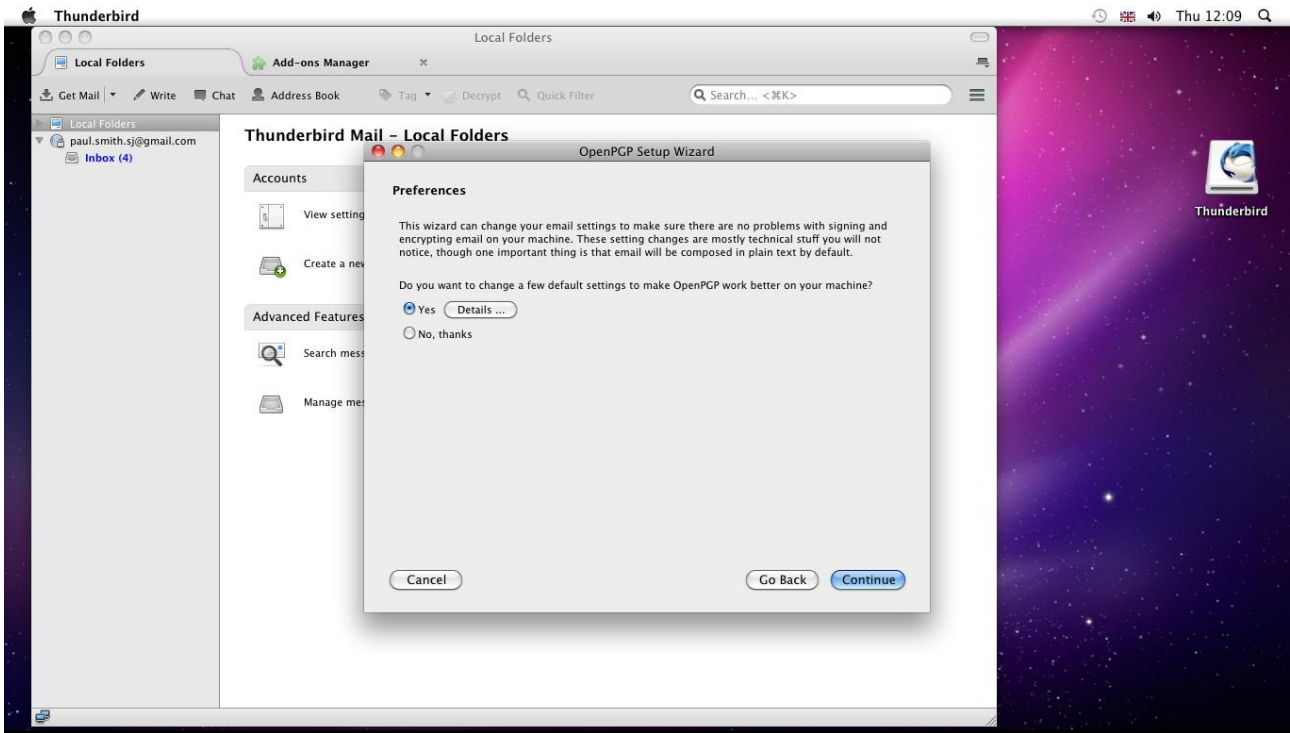 Thunderbird
Thu 12:09
Local Folders
Local Folders
Add-ons Manager
Get Mail
Write
Chat
Address Book
Tag
Decrypt
Quick Filter
Search... <⌘K>
Local Folders
paul.smith.sj@gmail.com
Inbox (4)
Thunderbird Mail – Local Folders
Accounts
View setting
Create a new
Advanced Features
Search mess
Manage mes
OpenPGP Setup Wizard
Preferences
This wizard can change your email settings to make sure there are no problems with signing and
encrypting email on your machine. These setting changes are mostly technical stuff you will not
notice, though one important thing is that email will be composed in plain text by default.
Do you want to change a few default settings to make OpenPGP work better on your machine?
Yes
Details ...
No, thanks
Cancel
Go Back
Continue
Thunderbird